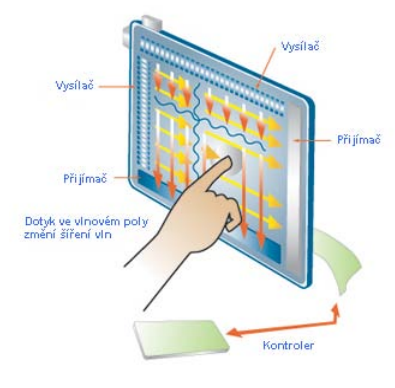 Vysílač
Vysílač
Přijímač
Přijímač
Dotyk ve vlnovém poly
změní šíření vln
Kontroler